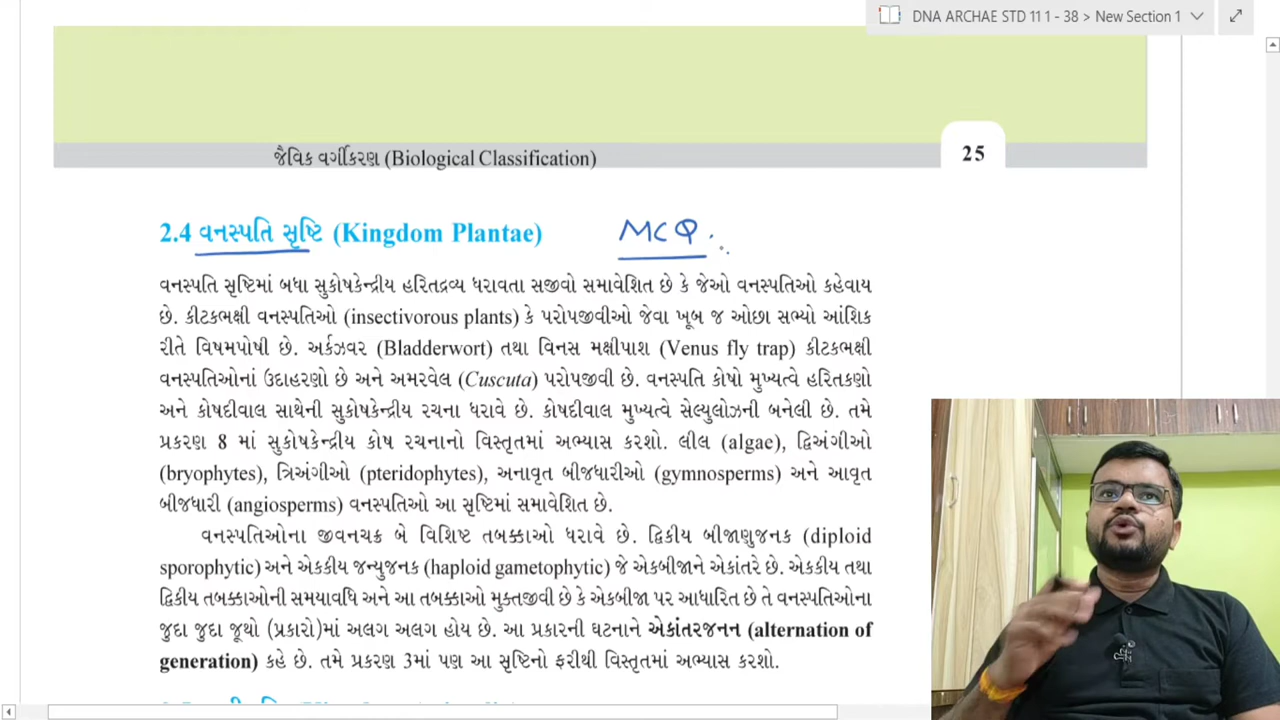 DNA ARCHAE STD 11 1 - 38 > New Section 1
જૈવિક વર્ગીકરણ (Biological Classification)
25
2.4 વનસ્પતિ સૃષ્ટિ (Kingdom Plantae)
MCQ.
વનસ્પતિ સૃષ્ટિમાં બધા સુકોષકેન્દ્રીય હરિતદ્રવ્ય ધરાવતા સજીવો સમાવેશિત છે કે જેઓ વનસ્પતિઓ કહેવાય
છે. કીટકભક્ષી વનસ્પતિઓ (insectivorous plants) કે પરોપજીવીઓ જેવા ખૂબ જ ઓછા સભ્યો આંશિક
રીતે વિષમપોષી છે. અર્કઝવર (Bladderwort) તથા વિનસ મક્ષીપાશ (Venus fly trap) કીટકભક્ષી
વનસ્પતિઓનાં ઉદાહરણો છે અને અમરવેલ (Cuscuta) પરોપજીવી છે. વનસ્પતિ કોષો મુખ્યત્વે હરિતકણો
અને કોષદીવાલ સાથેની સુકોષકેન્દ્રીય રચના ધરાવે છે. કોષદીવાલ મુખ્યત્વે સેલ્યુલોઝની બનેલી છે. તમે
પ્રકરણ 8 માં સુકોષકેન્દ્રીય કોષ રચનાનો વિસ્તૃતમાં અભ્યાસ કરશો. લીલ (algae), દ્વિઅંગીઓ
(bryophytes), ત્રિઅંગીઓ (pteridophytes), અનાવૃત બીજધારીઓ (gymnosperms) અને આવૃત
બીજધારી (angiosperms) વનસ્પતિઓ આ સૃષ્ટિમાં સમાવેશિત છે.
વનસ્પતિઓના જીવનચક્ર બે વિશિષ્ટ તબક્કાઓ ધરાવે છે. દ્વિકીય બીજાણુજનક (diploid
sporophytic) અને એકકીય જન્યુજનક (haploid gametophytic) જે એકબીજાને એકાંતરે છે. એકકીય તથા
દ્વિકીય તબક્કાઓની સમયાવધિ અને આ તબક્કાઓ મુક્તજીવી છે કે એકબીજા પર આધારિત છે તે વનસ્પતિઓના
જુદા જુદા જૂથો (પ્રકારો)માં અલગ અલગ હોય છે. આ પ્રકારની ઘટનાને એકાંતરજનન (alternation of
generation) કહે છે. તમે પ્રકરણ 3માં પણ આ સૃષ્ટિનો ફરીથી વિસ્તૃતમાં અભ્યાસ કરશો.